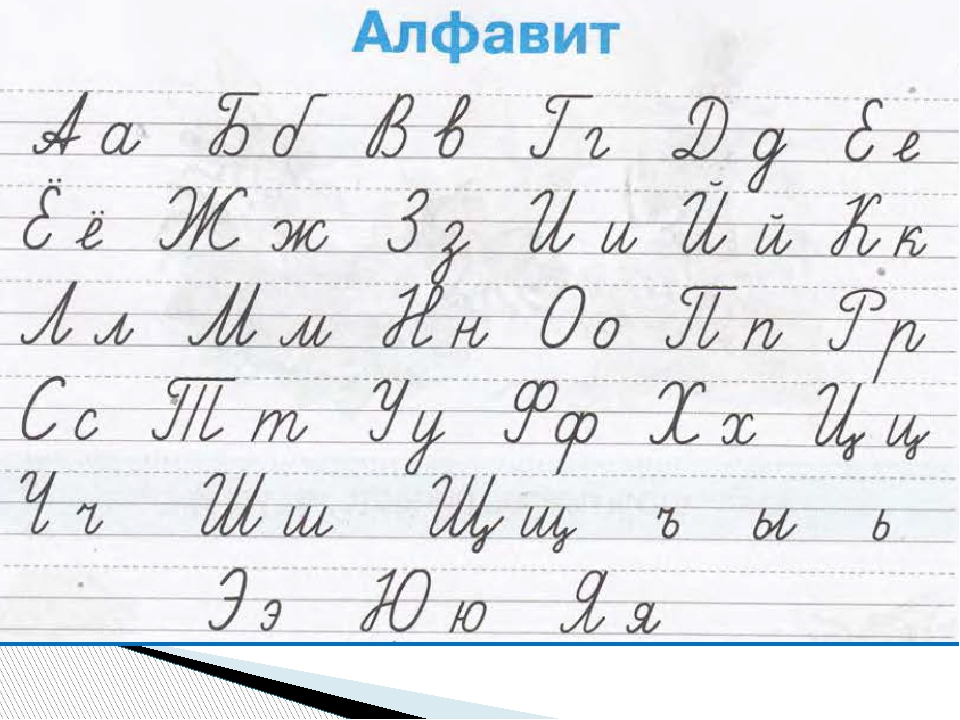 Алфавит
Аа Бб Вв Гг Дд Ее
Ёё Жж Зз Ии Йй Кк
Лл Мм Нн Оо Пп Рр
Сс Тт Уу Фф Хх Цц
Чч Шш Щщ ъ ы ь
Ээ Юю Яя